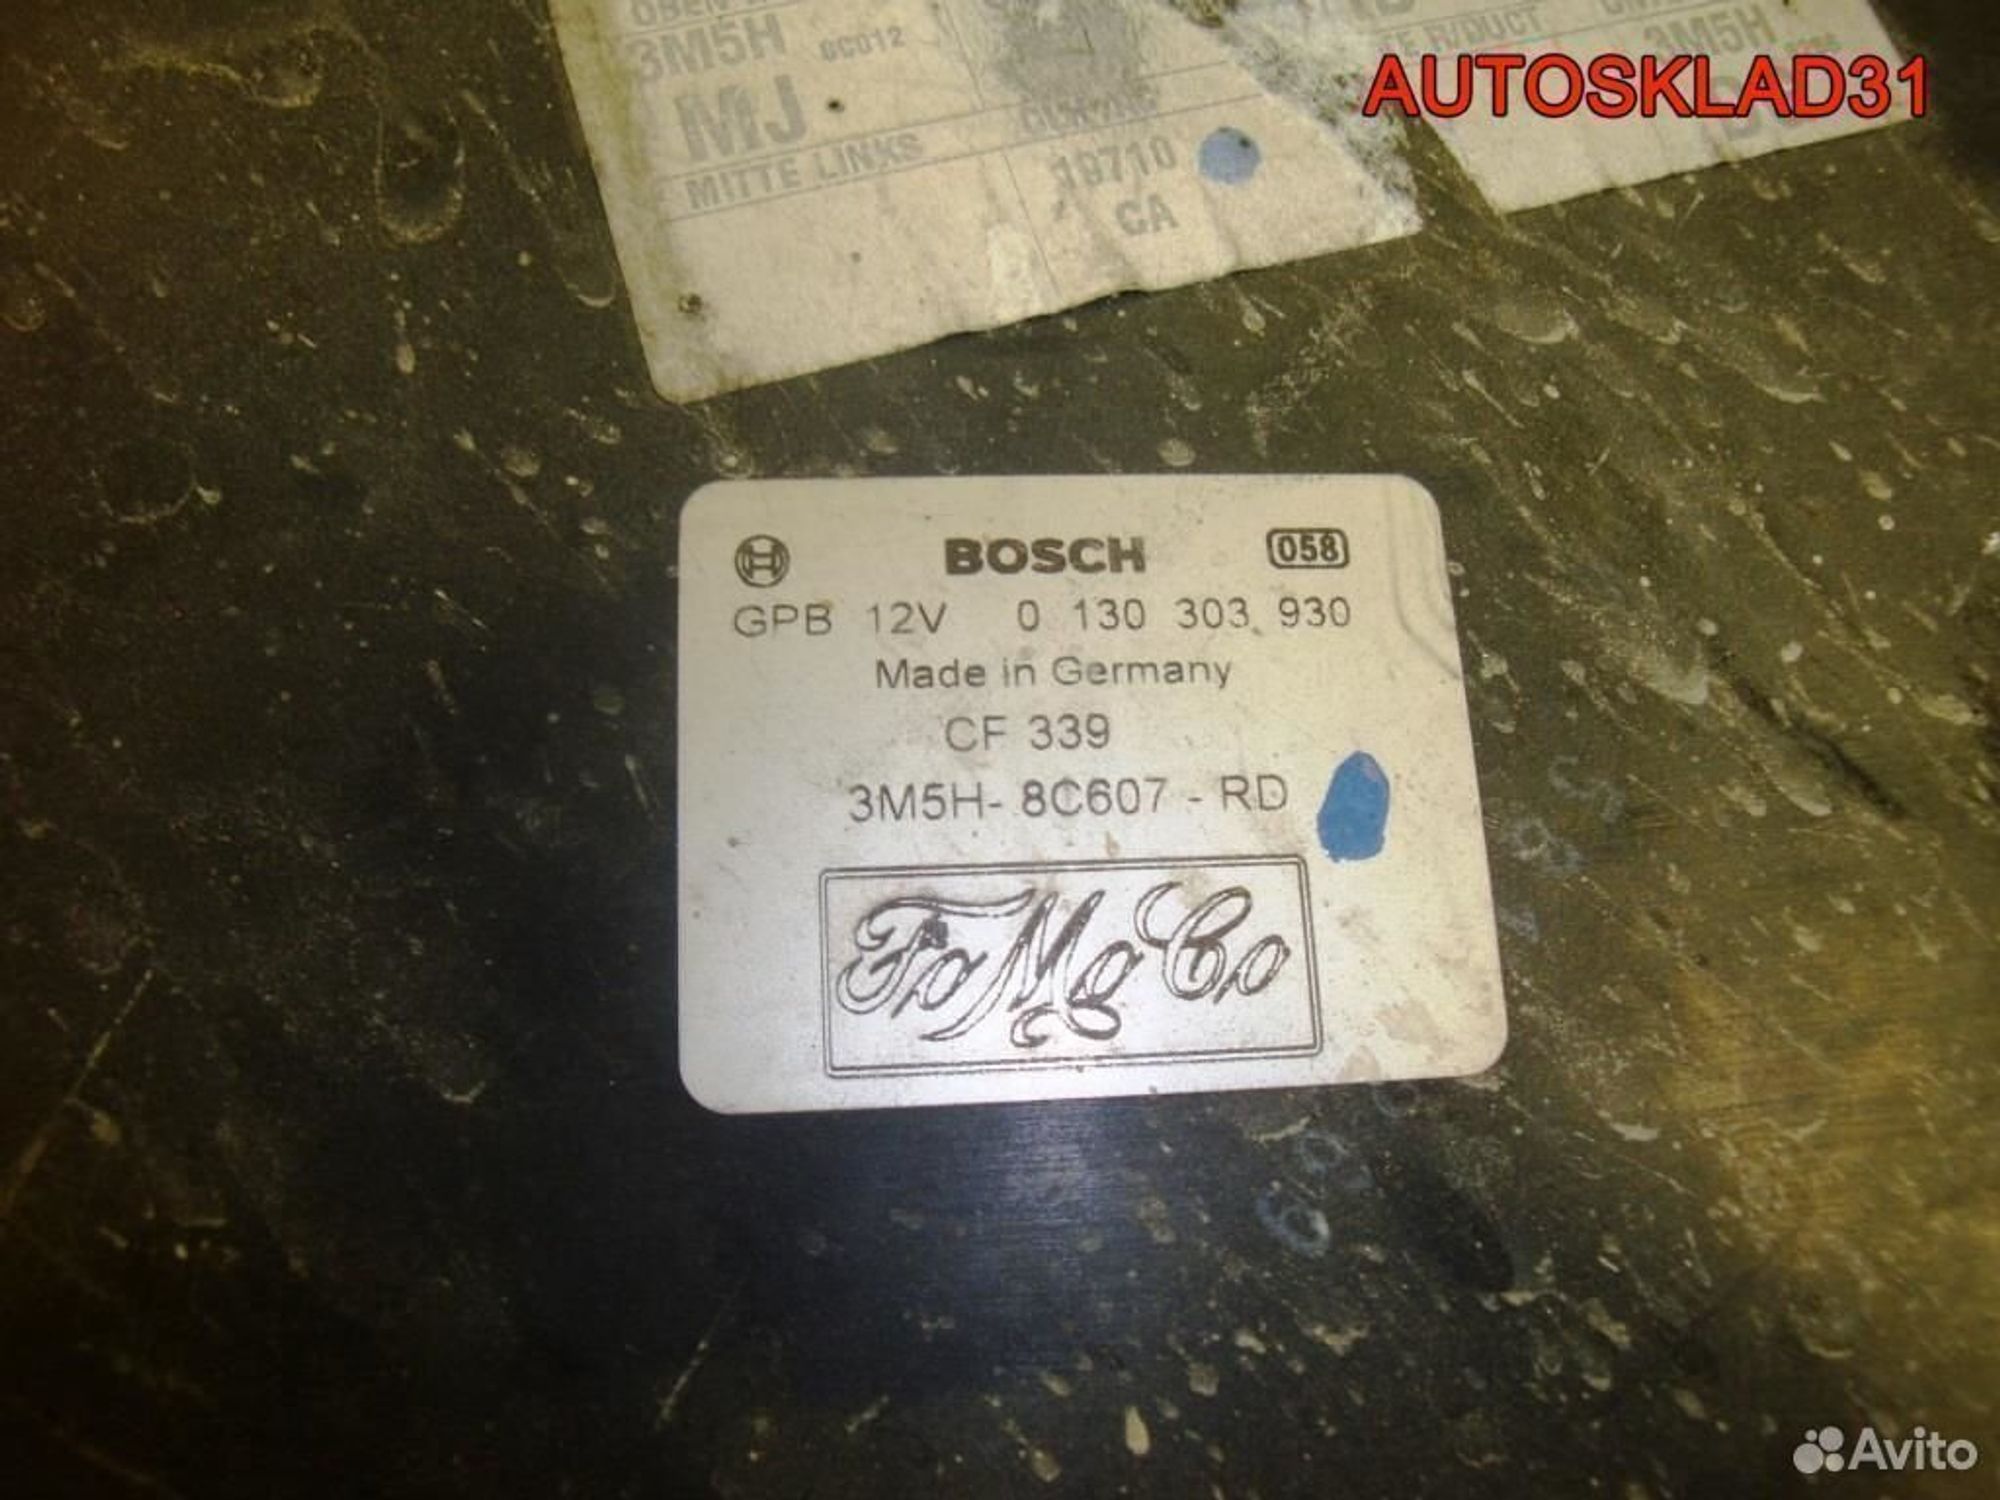 3M5H 8C012
MJ
MITTE LINKS
19710
CA
3M5H
AUTOSKLAD31
BOSCH 058
GPB 12V 0 130 303 930
Made in Germany
CF 339
3M5H- 8C607 - RD
FoMoCo
Avito